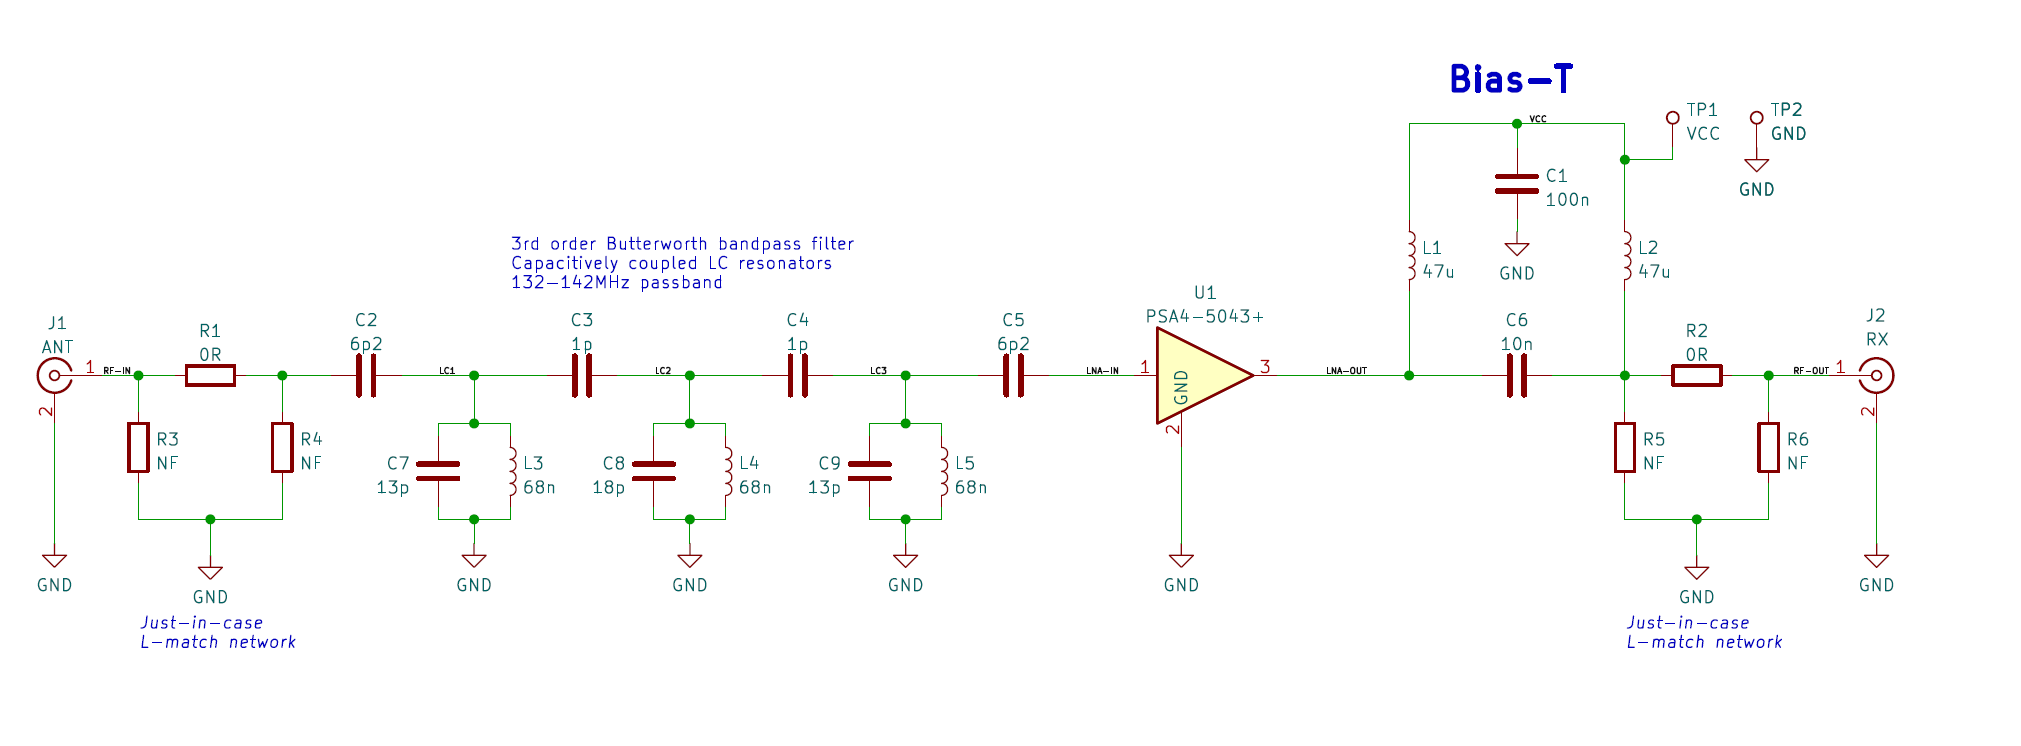 Bias-T
VCC
TP1
VCC
TP2
GND
GND
C1
100n
GND
L1
47u
L2
47u
3rd order Butterworth bandpass filter
Capacitively coupled LC resonators
132-142MHz passband
J1
ANT
1
2
GND
RF-IN
R1
0R
R3
NF
R4
NF
GND
Just-in-case
L-match network
C2
6p2
LC1
C7
13p
L3
68n
GND
C3
1p
LC2
C8
18p
L4
68n
GND
C4
1p
LC3
C9
13p
L5
68n
GND
C5
6p2
LNA-IN
U1
PSA4-5043+
1
GND
2
3
GND
LNA-OUT
C6
10n
R2
0R
R5
NF
R6
NF
GND
Just-in-case
L-match network
RF-OUT
J2
RX
1
2
GND